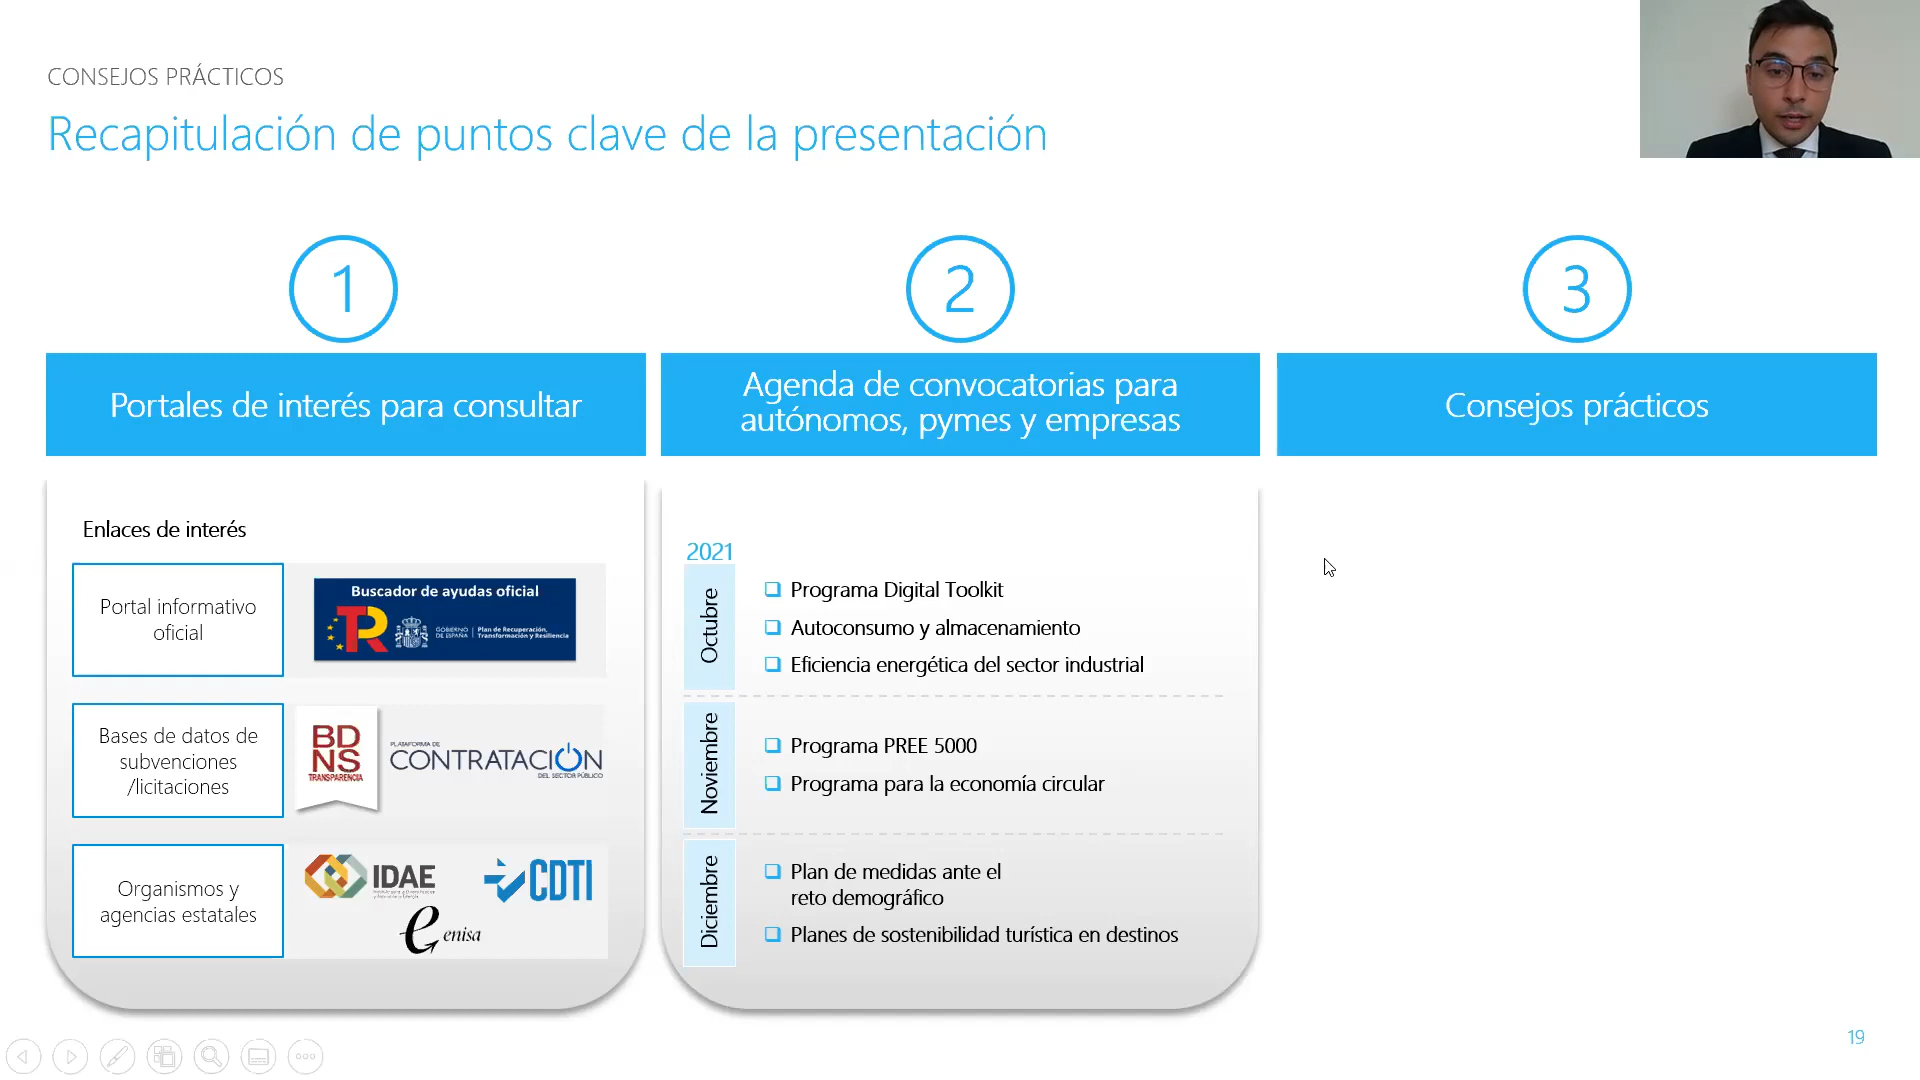 CONSEJOS PRÁCTICOS
Recapitulación de puntos clave de la presentación
1
2
3
Portales de interés para consultar
Agenda de convocatorias para
autónomos, pymes y empresas
Consejos prácticos
Enlaces de interés
Portal informativo
oficial
Buscador de ayudas oficial
TR
GOBIERNO
DE ESPAÑA
Plan de Recuperación,
Transformación y Resiliencia
Bases de datos de
subvenciones
/licitaciones
BD
NS
TRANSPARENCIA
PLATAFORMA DE
CONTRATACIÓN
DEL SECTOR PÚBLICO
Organismos y
agencias estatales
IDAE
CDTI
enisa
2021
Octubre
Programa Digital Toolkit
Autoconsumo y almacenamiento
Eficiencia energética del sector industrial
Noviembre
Programa PREE 5000
Programa para la economía circular
Diciembre
Plan de medidas ante el
reto demográfico
Planes de sostenibilidad turística en destinos
19